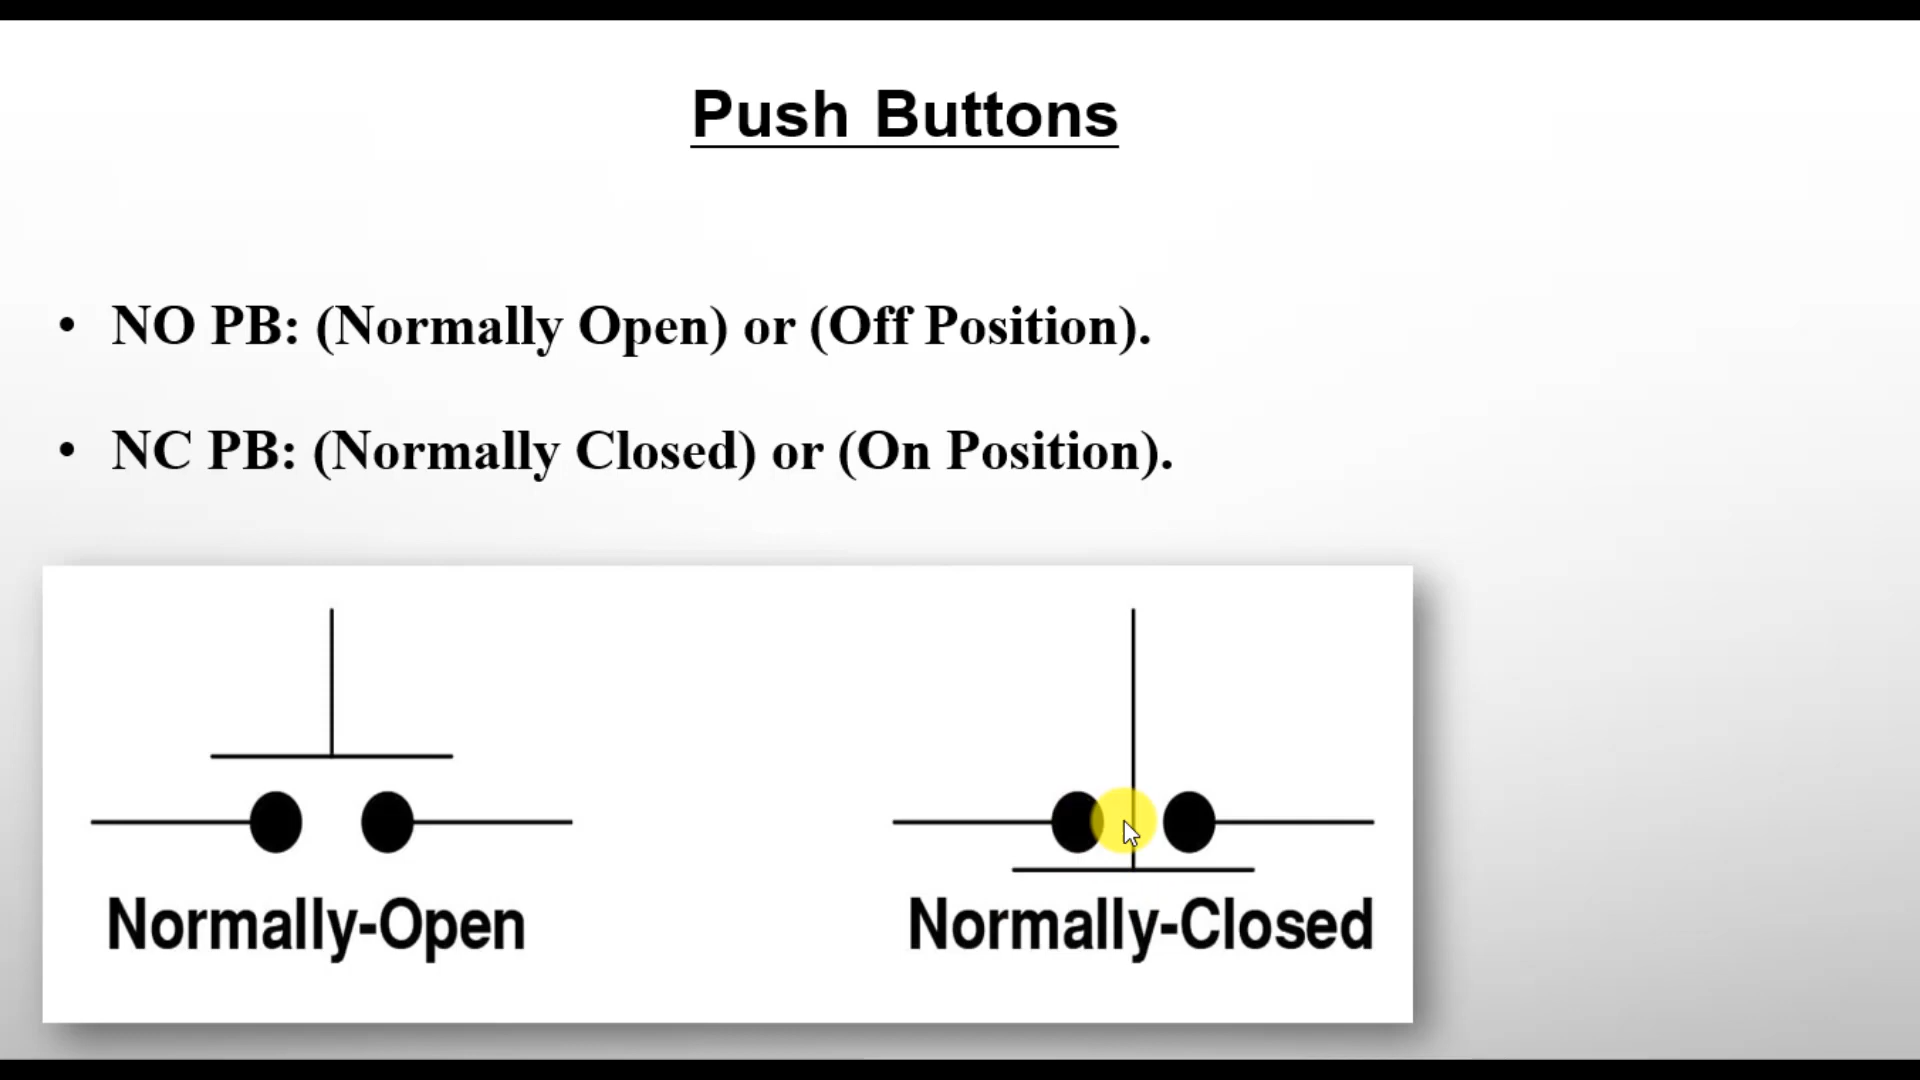 Push Buttons
• NO PB: (Normally Open) or (Off Position).
• NC PB: (Normally Closed) or (On Position).
Normally-Open
Normally-Closed